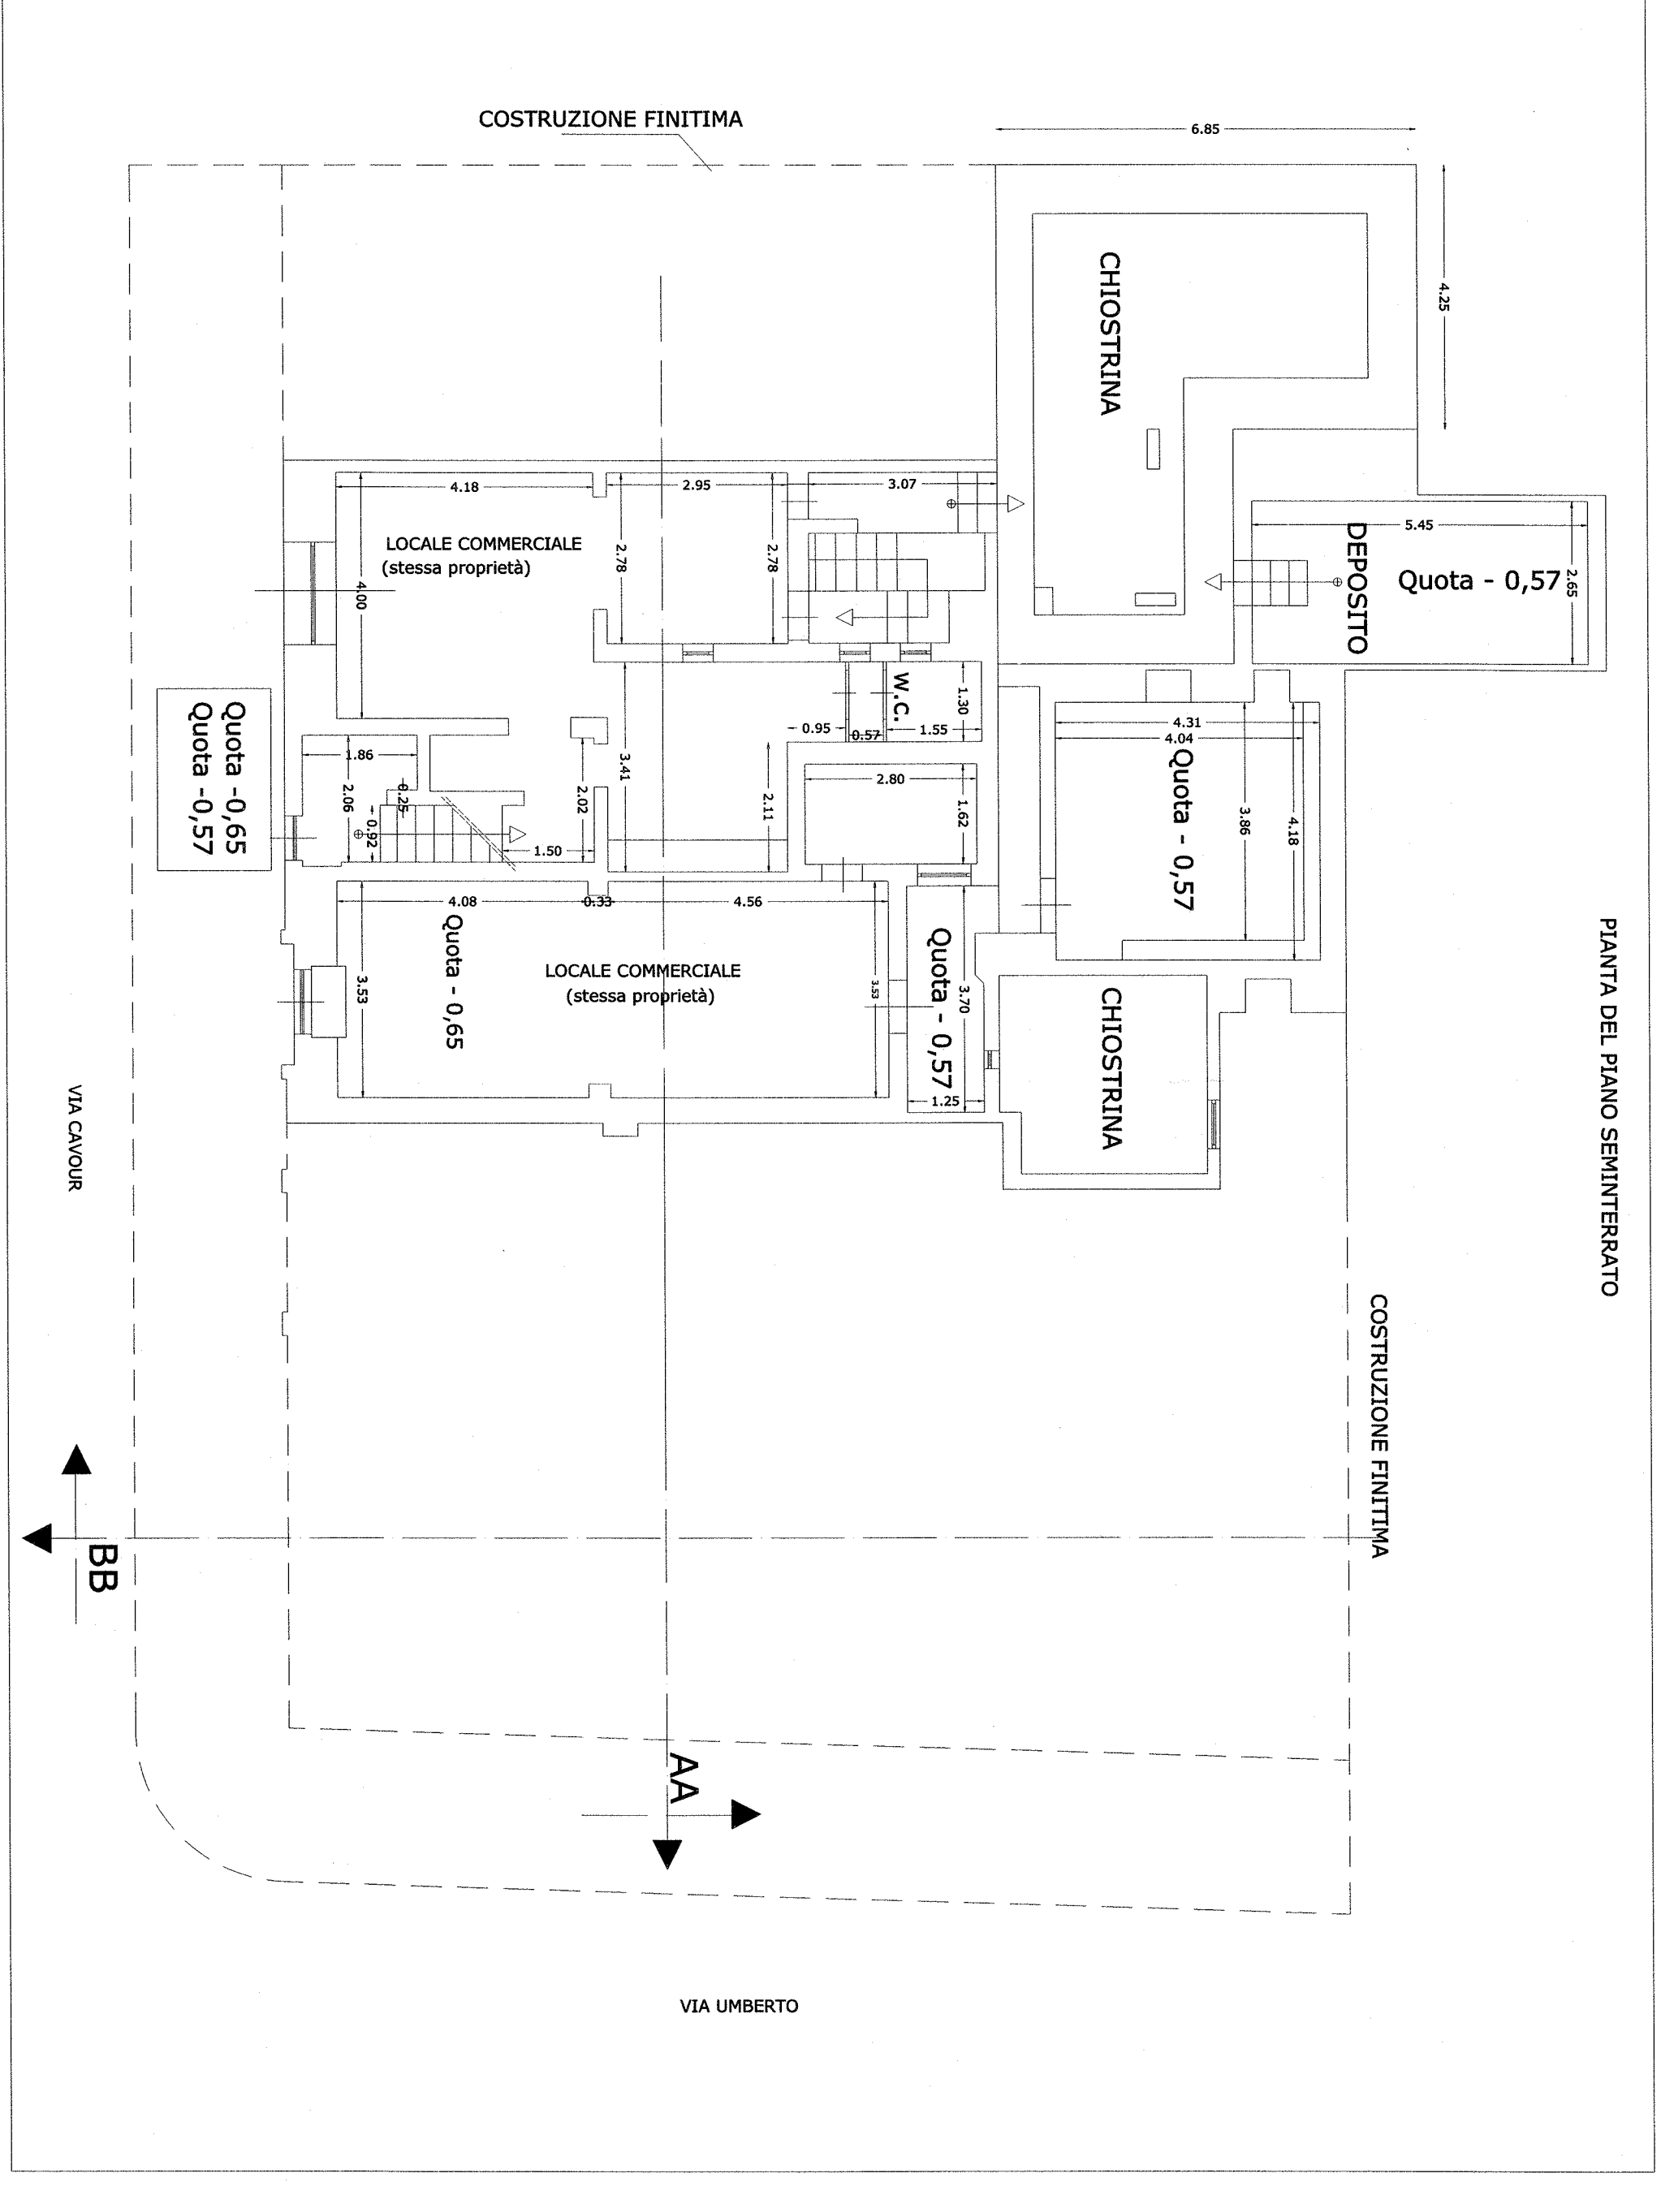 COSTRUZIONE FINITIMA
6.85
4.25
CHIOSTRINA
4.18
2.95
3.07
5.45
DEPOSITO
Quota - 0,57
2.65
LOCALE COMMERCIALE
(stessa proprietà)
4.00
2.78
2.78
W.C.
1.30
0.95
0.57
1.55
4.31
4.04
Quota - 0,57
3.86
4.18
Quota -0,65
Quota -0,57
1.86
2.06
0.25
0.92
1.50
2.02
3.41
2.11
2.80
1.62
4.08
0.33
4.56
3.53
Quota - 0,65
LOCALE COMMERCIALE
(stessa proprietà)
3.53
Quota - 0,57
3.70
1.25
CHIOSTRINA
PIANTA DEL PIANO SEMINTERRATO
VIA CAVOUR
COSTRUZIONE FINITIMA
BB
AA
VIA UMBERTO